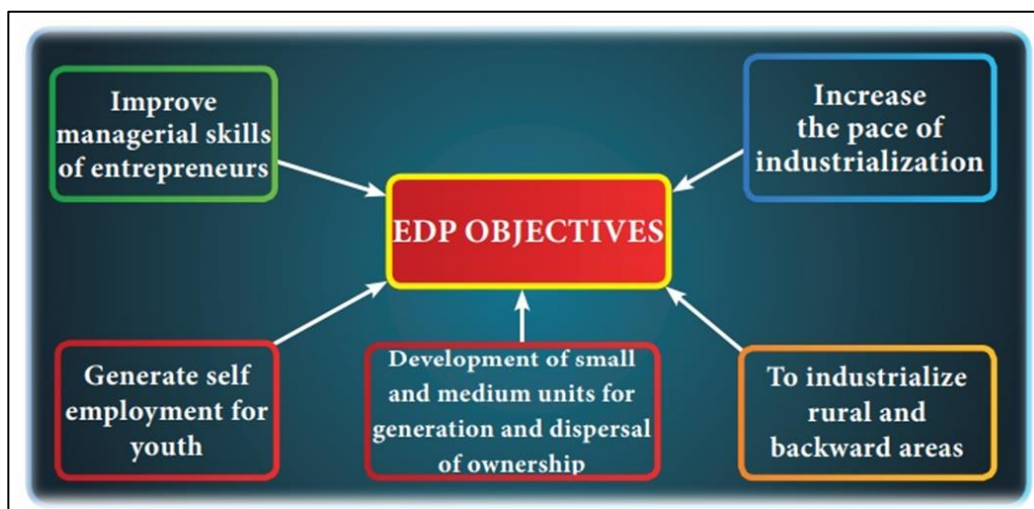 Improve
managerial skills
of entrepreneurs
Increase
the pace of
industrialization
EDP OBJECTIVES
Generate self
employment for
youth
Development of small
and medium units for
generation and dispersal
of ownership
To industrialize
rural and
backward areas